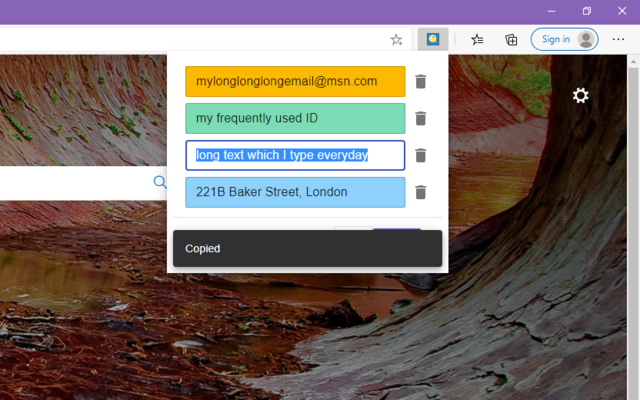 Sign in
mylonglonglongemail@msn.com
my frequently used ID
long text which I type everyday
221B Baker Street, London
Copied